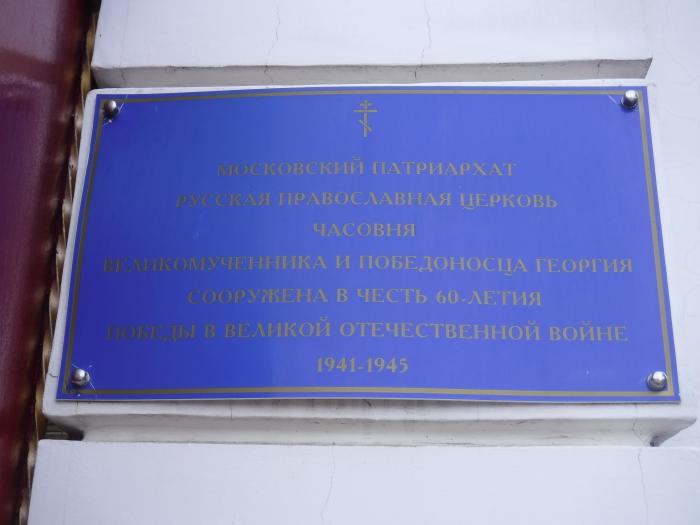 МОСКОВСКИЙ ПАТРИАРХАТ
РУССКАЯ ПРАВОСЛАВНАЯ ЦЕРКОВЬ
ЧАСОВНЯ
ВЕЛИКОМУЧЕННИКА И ПОБЕДОНОСЦА ГЕОРГИЯ
СООРУЖЕНА В ЧЕСТЬ 60-ЛЕТИЯ
ПОБЕДЫ В ВЕЛИКОЙ ОТЕЧЕСТВЕННОЙ ВОЙНЕ
1941-1945